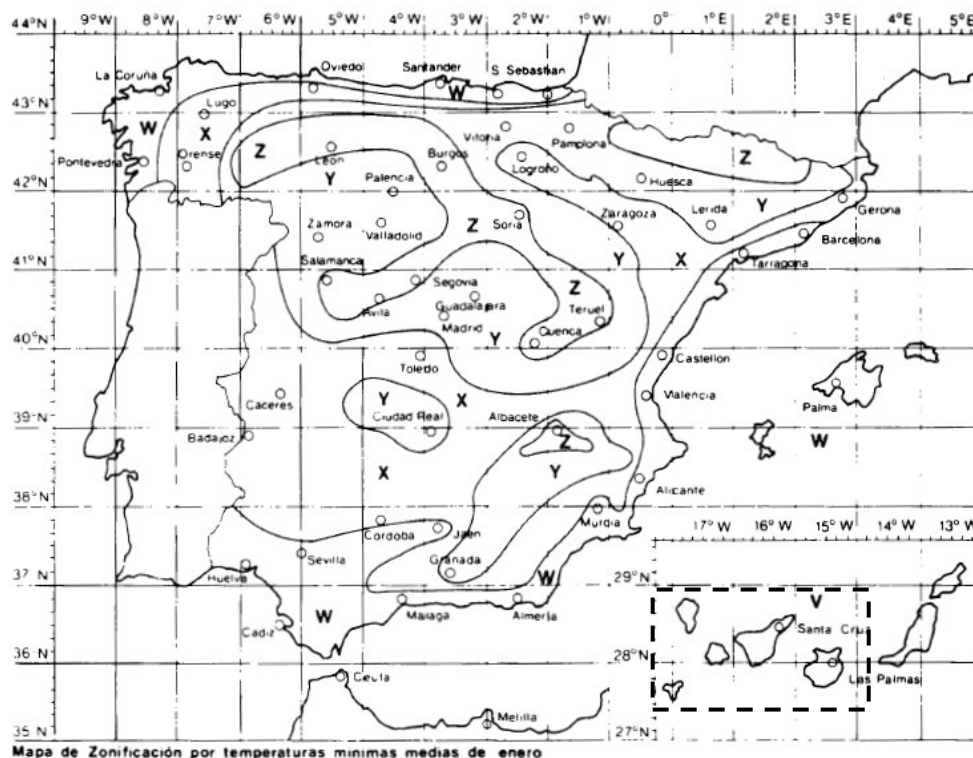 44°N 8°W 7°W 6°W 5°W 4°W 3°W 2°W 1°W 0° 1°E 2°E 3°E 4°E 5°E
La Coruña Oviedo Santander S Sebastian
43°N W
Lugo
W X Vitoria Pamplona
Pontevedra Orense Z León Burgos Logroño Z
42°N Y Palencia Huesca Y
Zamora Valladolid Z Soria Zaragoza Lerida Gerona
Barcelona
41°N Salamanca Y X Tarragona
Segovia Z
Avila Guadalajara Teruel
Madrid Cuenca
40°N Y
Toledo Castellon
Caceres Y X Valencia
Ciudad Real Albacete Palma
39°N
Badajoz Z W
X Y
Alicante
38°N Cordoba Jaen Murcia 17°W 16°W 15°W 14°W 13°W
Granada
Sevilla
37°N Huelva W 29°N
W Malaga Almería V
Cadiz Santa Cruz
36°N 28°N
Ceuta Las Palmas
Melilla
35°N 27°N
Mapa de Zonificación por temperaturas minimas medias de enero